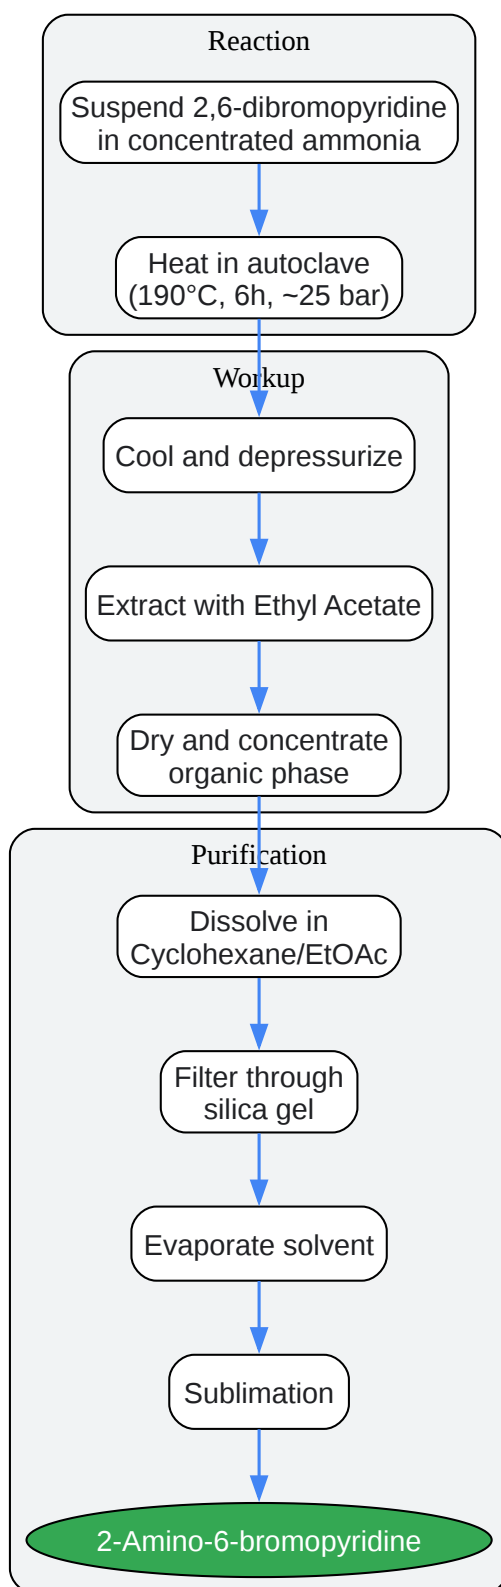 Reaction
Suspend 2,6-dibromopyridine
in concentrated ammonia
Heat in autoclave
(190°C, 6h, ~25 bar)
Workup
Cool and depressurize
Extract with Ethyl Acetate
Dry and concentrate
organic phase
Purification
Dissolve in
Cyclohexane/EtOAc
Filter through
silica gel
Evaporate solvent
Sublimation
2-Amino-6-bromopyridine